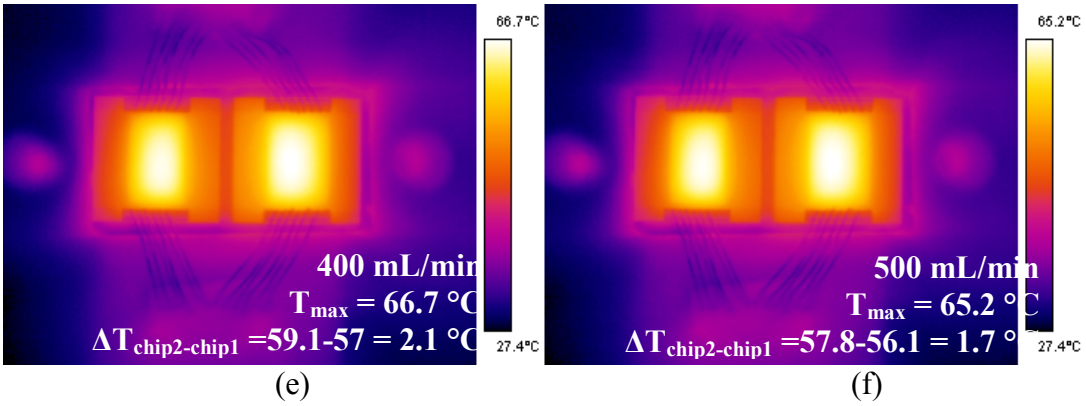 66.7°C
400 mL/min
Tmax = 66.7 °C
ΔTchip2-chip1 =59.1-57 = 2.1 °C
27.4°C
(e)
65.2°C
500 mL/min
Tmax = 65.2 °C
ΔTchip2-chip1 =57.8-56.1 = 1.7 °C
27.4°C
(f)